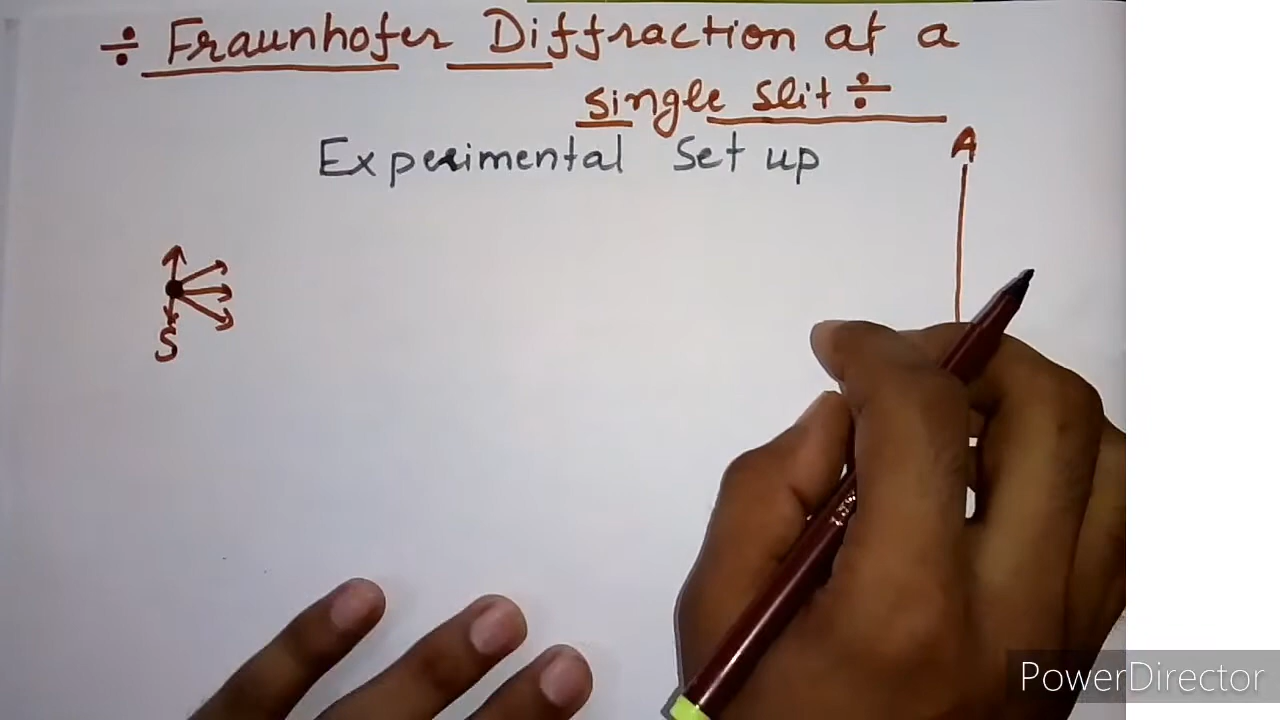 ÷ Fraunhofer Diffraction at a
single slit ÷
Experimental Set up
A
S
PowerDirector